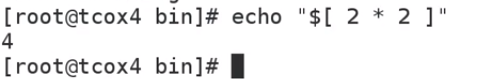 [root@tcox4 bin]# echo "$[ 2 * 2 ]"
4
[root@tcox4 bin]#